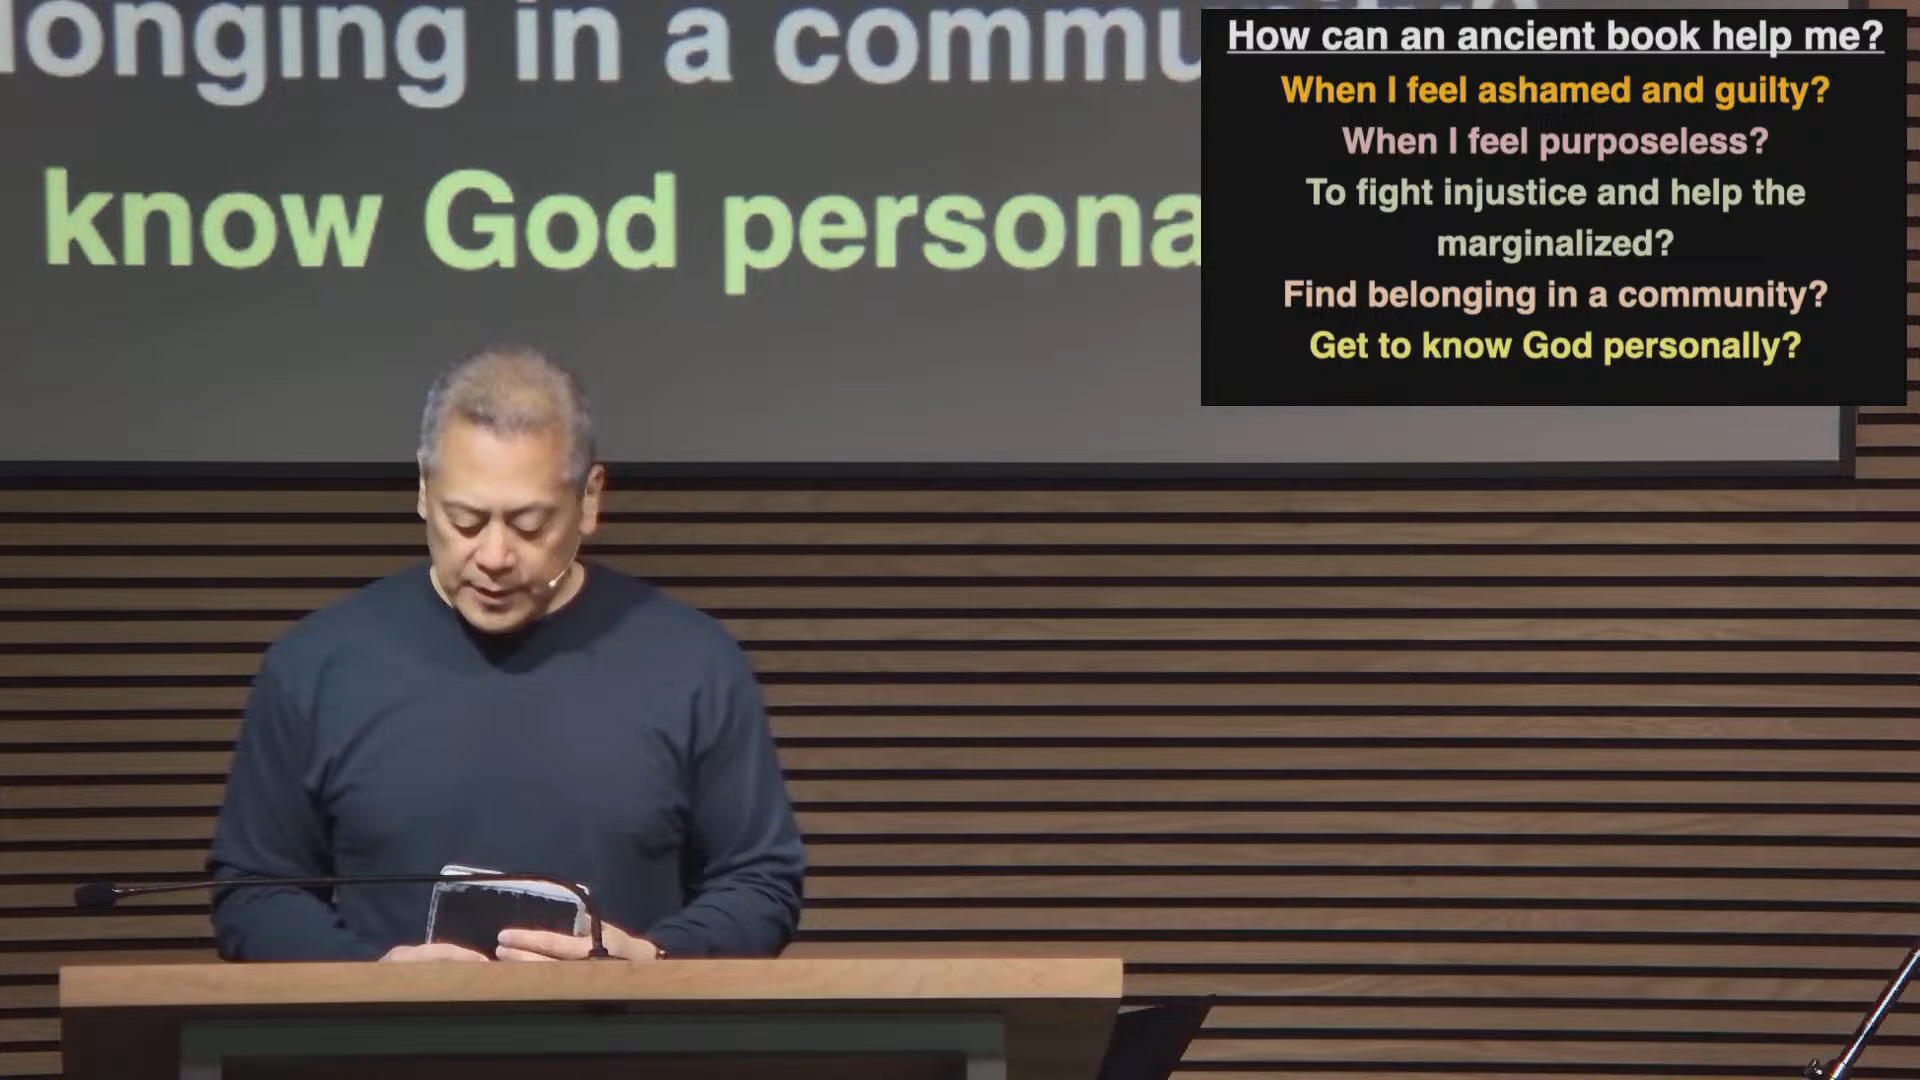 longing in a commu
know God persona
How can an ancient book help me?
When I feel ashamed and guilty?
When I feel purposeless?
To fight injustice and help the
marginalized?
Find belonging in a community?
Get to know God personally?